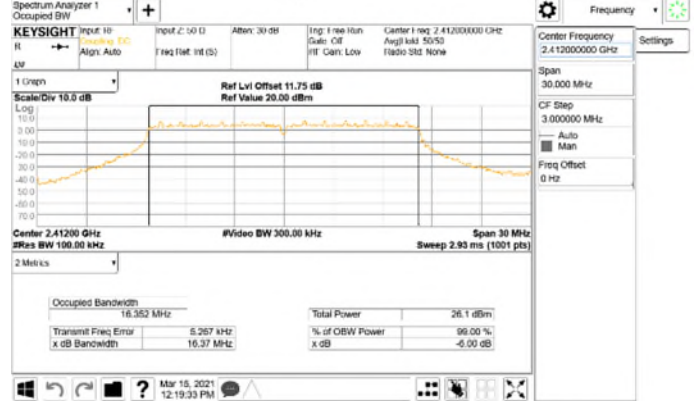 Spectrum Analyzer 1
Occupied BW
+
Frequency
KEYSIGHT Input: RF
R
Coupling: DC
Align: Auto
Input Z: 50 Ω
Freq Ref: Int (S)
Atten: 30 dB
Trig: Free Run
Gate: Off
#IF Gain: Low
Center Freq: 2.412000000 GHz
Avg|Hold: 50/50
Radio Std: None
Center Frequency
2.412000000 GHz
Settings
Span
30.000 MHz
CF Step
3.000000 MHz
Auto
Man
Freq Offset
0 Hz
1 Graph
Scale/Div 10.0 dB
Ref Lvl Offset 11.75 dB
Ref Value 20.00 dBm
Log
10.0
0.00
-10.0
-20.0
-30.0
-40.0
-50.0
-60.0
-70.0
Center 2.41200 GHz
#Res BW 100.00 kHz
#Video BW 300.00 kHz
Span 30 MHz
Sweep 2.93 ms (1001 pts)
2 Metrics
Occupied Bandwidth
16.352 MHz
Transmit Freq Error 5.267 kHz
x dB Bandwidth 16.37 MHz
Total Power 26.1 dBm
% of OBW Power 99.00 %
x dB -6.00 dB
?
Mar 15, 2021
12:19:33 PM